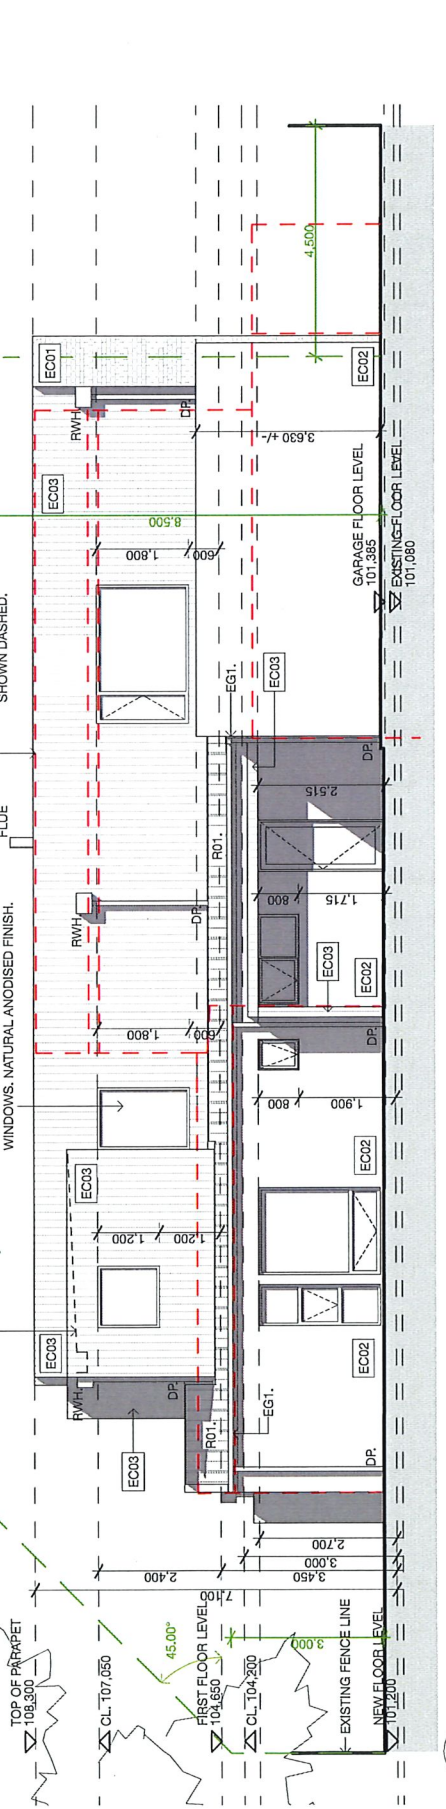 TOP OF PARAPET
108,300
CL 107,050
FIRST FLOOR LEVEL
104,650
CL 104,200
EXISTING FENCE LINE
NEW FLOOR LEVEL
101,200
45.00°
3,000
7,100
2,400
3,450
3,000
2,700
WINDOWS. NATURAL ANODISED FINISH.
FLUE
SHOWN DASHED.
EC03
RWH.
DP.
EC03
R01.
EG1.
DP.
EC02
EC03
1,200
1,200
EC02
1,900
800
1,800
600
DP.
EC03
EC02
RWH
DP.
R01.
1,715
800
2,515
DP.
EG1.
EC03
1,800
600
8,500
EC03
RWH
DP.
3,630 +/-
GARAGE FLOOR LEVEL
101,385
EXISTING FLOOR LEVEL
101,080
EC01
EC02
4,500